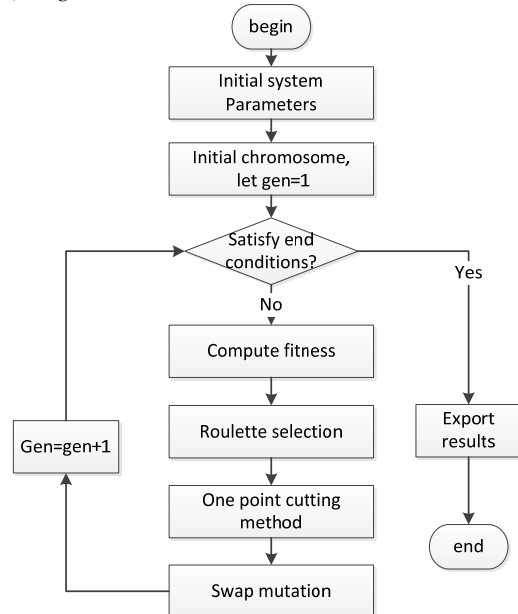 begin
Initial system
Parameters
Initial chromosome,
let gen=1
Satisfy end
conditions?
Yes
No
Compute fitness
Roulette selection
Export
results
Gen=gen+1
One point cutting
method
end
Swap mutation